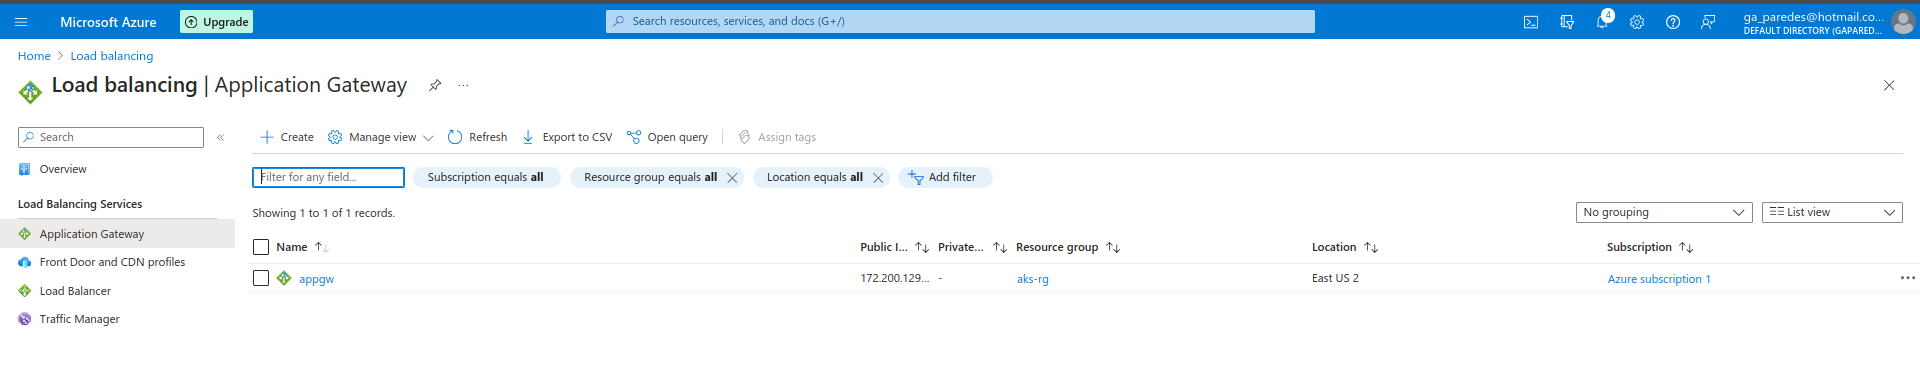 Microsoft Azure Upgrade Search resources, services, and docs (G+/) 4 ga_paredes@hotmail.co...
DEFAULT DIRECTORY (GAPARED...
Home > Load balancing
Load balancing | Application Gateway ...
Search «
Create Manage view Refresh Export to CSV Open query Assign tags
Overview
Filter for any field... Subscription equals all Resource group equals all Location equals all Add filter
Load Balancing Services
Showing 1 to 1 of 1 records. No grouping List view
Application Gateway
Name Public I... Private... Resource group Location Subscription
Front Door and CDN profiles
appgw 172.200.129... - aks-rg East US 2 Azure subscription 1 ...
Load Balancer
Traffic Manager